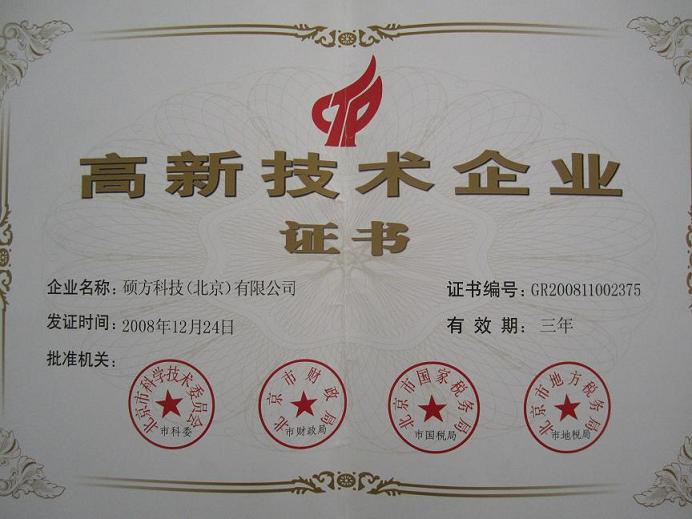 CTP
高新技术企业
证书
企业名称：硕方科技（北京）有限公司
证书编号：GR200811002375
发证时间：2008年12月24日
有效期：三年
批准机关：
北京市科学技术委员会
市科委
北京市财政局
市财政局
北京市国家税务局
市国税局
北京市地方税务局
市地税局